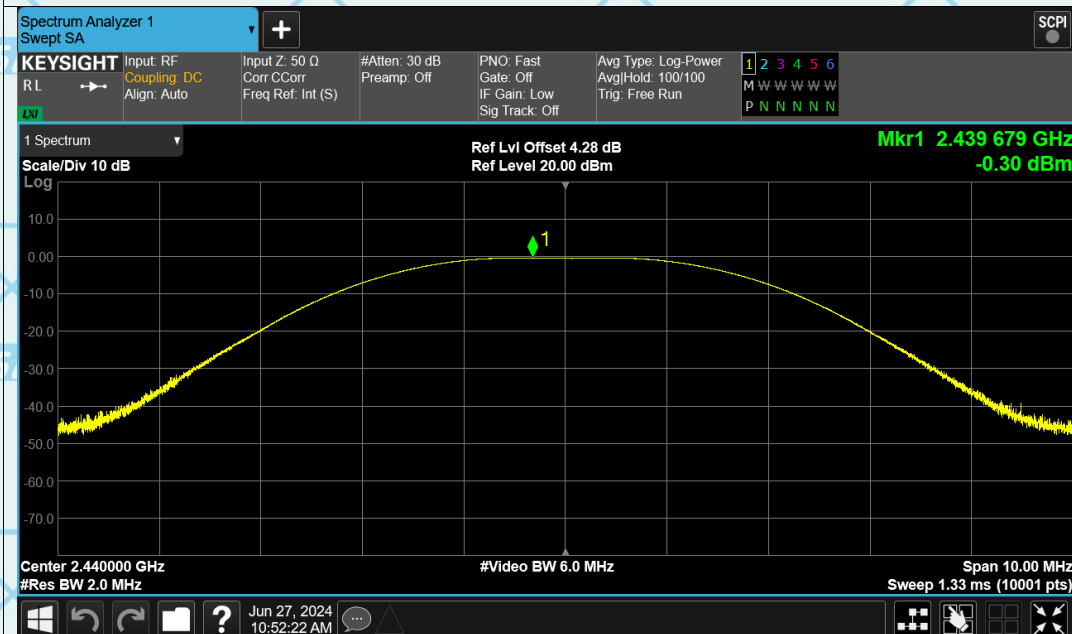 Spectrum Analyzer 1
Swept SA
+
SCPI
KEYSIGHT
RL
LXI
Input: RF
Coupling: DC
Align: Auto
Input Z: 50 Ω
Corr CCorr
Freq Ref: Int (S)
#Atten: 30 dB
Preamp: Off
PNO: Fast
Gate: Off
IF Gain: Low
Sig Track: Off
Avg Type: Log-Power
Avg|Hold: 100/100
Trig: Free Run
1 2 3 4 5 6
M W W W W W
P N N N N N
1 Spectrum
Scale/Div 10 dB
Log
Ref Lvl Offset 4.28 dB
Ref Level 20.00 dBm
Mkr1 2.439 679 GHz
-0.30 dBm
1
10.0
0.00
-10.0
-20.0
-30.0
-40.0
-50.0
-60.0
-70.0
Center 2.440000 GHz
#Video BW 6.0 MHz
Span 10.00 MHz
#Res BW 2.0 MHz
Sweep 1.33 ms (10001 pts)
?
Jun 27, 2024
10:52:22 AM